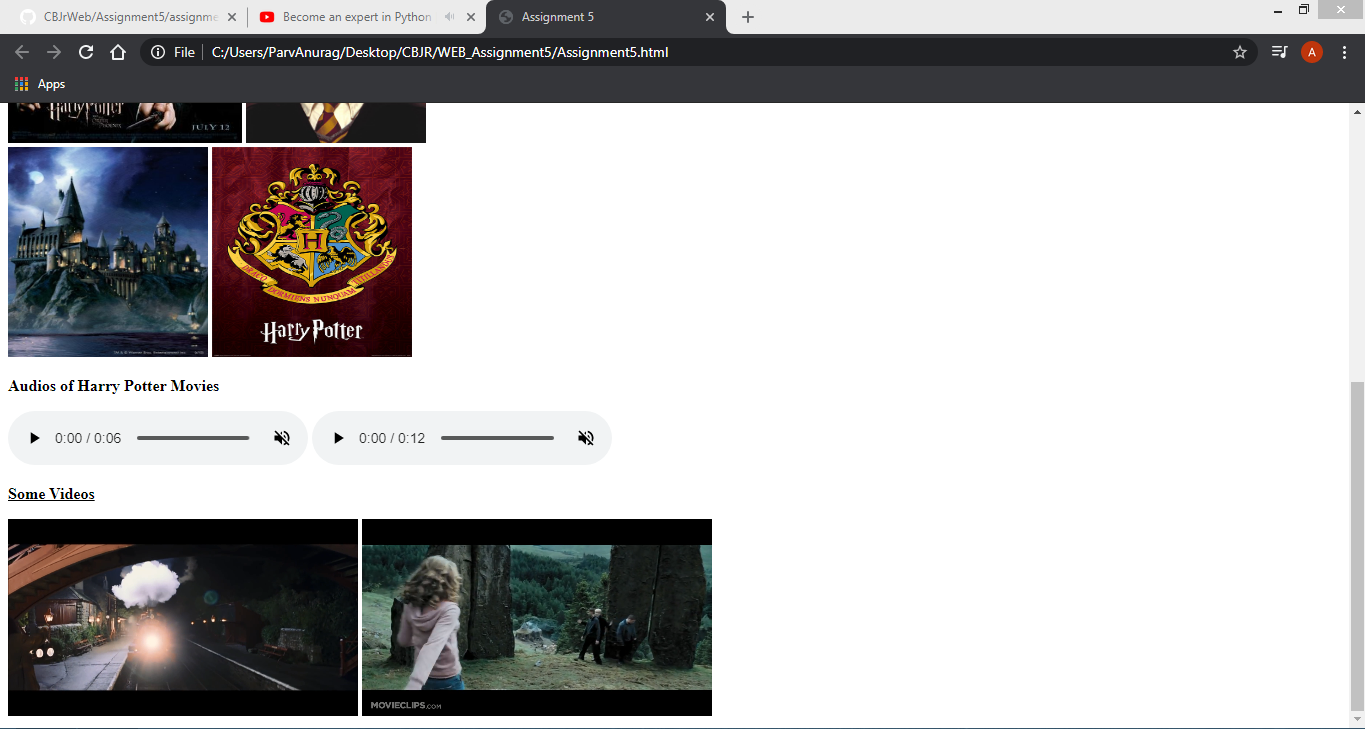 CBJrWeb/Assignment5/assignme
Become an expert in Python
Assignment 5
File
C:/Users/ParvAnurag/Desktop/CBJR/WEB_Assignment5/Assignment5.html
A
Apps
Harry Potter
JULY 12
H
DRACO DORMIENS NUNQUAM TITILLANDUS
Harry Potter
Audios of Harry Potter Movies
0:00 / 0:06
0:00 / 0:12
Some Videos
MOVIECLIPS.COM